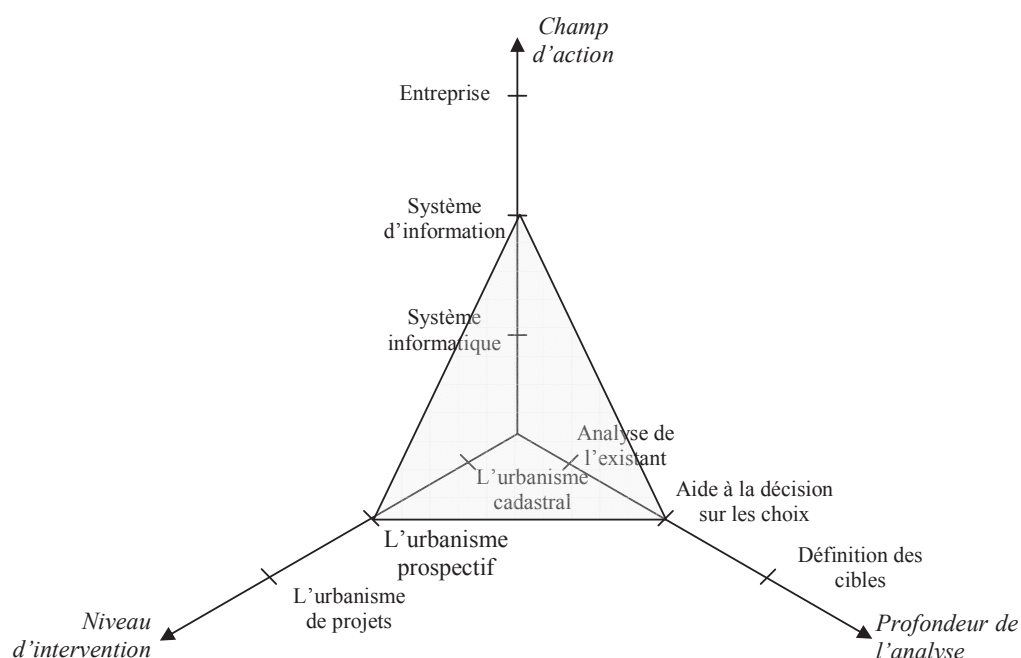 Champ
d'action
Entreprise
Système
d'information
Système
informatique
Analyse de
l'existant
L'urbanisme
cadastral
Aide à la décision
sur les choix
L'urbanisme
prospectif
Définition des
cibles
L'urbanisme
de projets
Niveau
d'intervention
Profondeur de
l'analyse